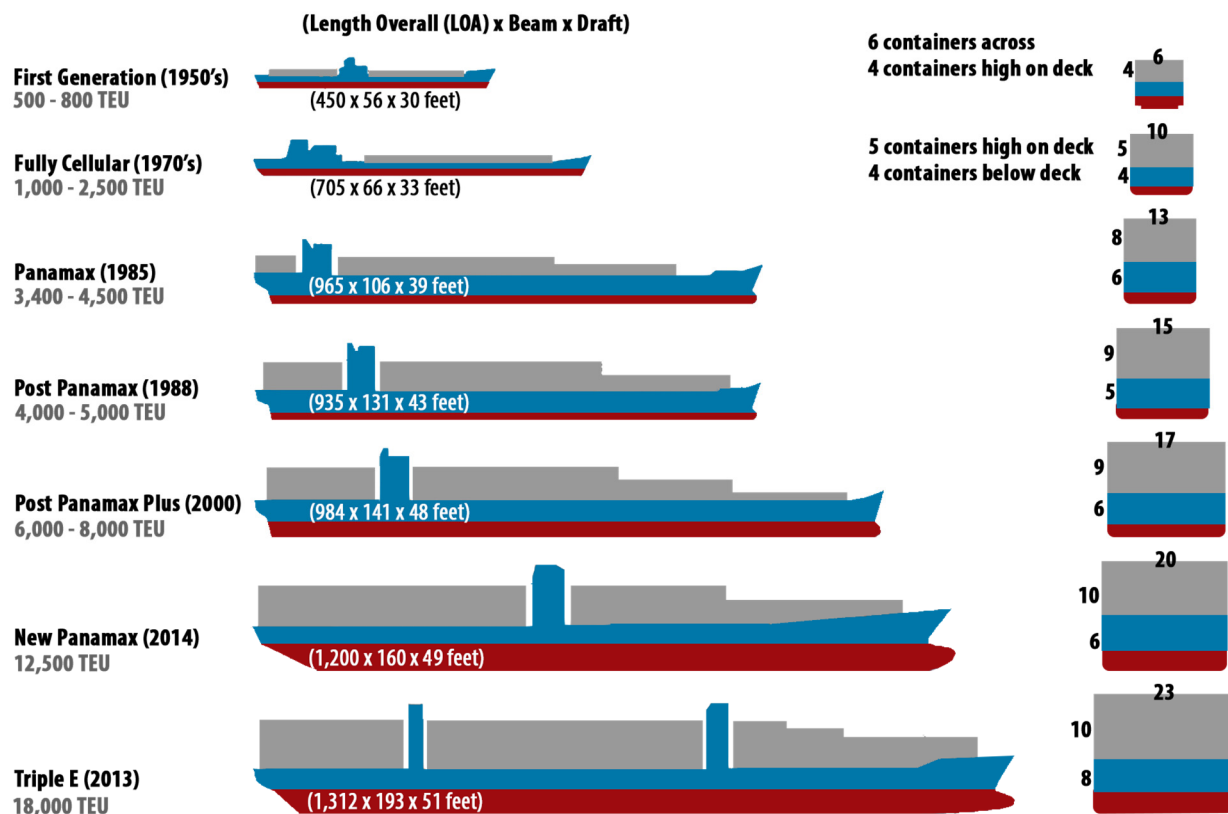 (Length Overall (LOA) x Beam x Draft)
6 containers across
4 containers high on deck
6
4
First Generation (1950's)
500 - 800 TEU
(450 x 56 x 30 feet)
5 containers high on deck
4 containers below deck
10
5
4
Fully Cellular (1970's)
1,000 - 2,500 TEU
(705 x 66 x 33 feet)
13
8
6
Panamax (1985)
3,400 - 4,500 TEU
(965 x 106 x 39 feet)
15
9
5
Post Panamax (1988)
4,000 - 5,000 TEU
(935 x 131 x 43 feet)
17
9
6
Post Panamax Plus (2000)
6,000 - 8,000 TEU
(984 x 141 x 48 feet)
20
10
6
New Panamax (2014)
12,500 TEU
(1,200 x 160 x 49 feet)
23
10
8
Triple E (2013)
18,000 TEU
(1,312 x 193 x 51 feet)